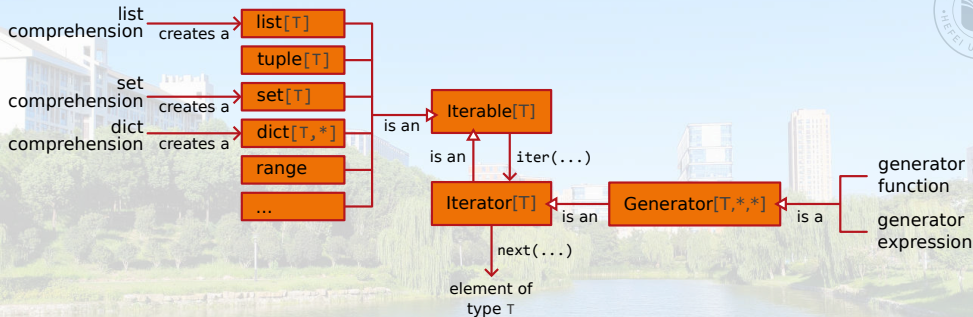 list
comprehension
creates a
list[T]
tuple[T]
set
comprehension
creates a
set[T]
dict
comprehension
creates a
dict[T,*]
range
...
is an
Iterable[T]
is an
iter(...)
Iterator[T]
is an
Generator[T,*,*]
is a
generator
function
generator
expression
next(...)
element of
type T
HEFEI